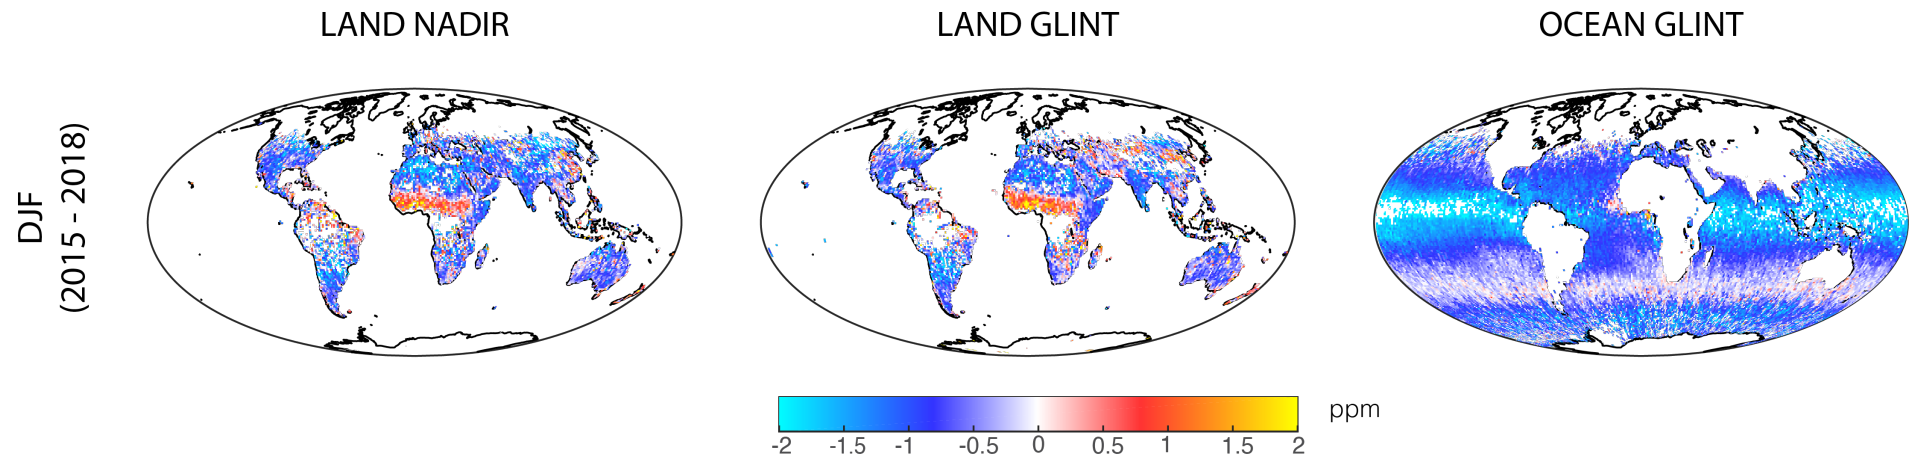 LAND NADIR
LAND GLINT
OCEAN GLINT
DJF
(2015 - 2018)
-2 -1.5 -1 -0.5 0 0.5 1 1.5 2
ppm